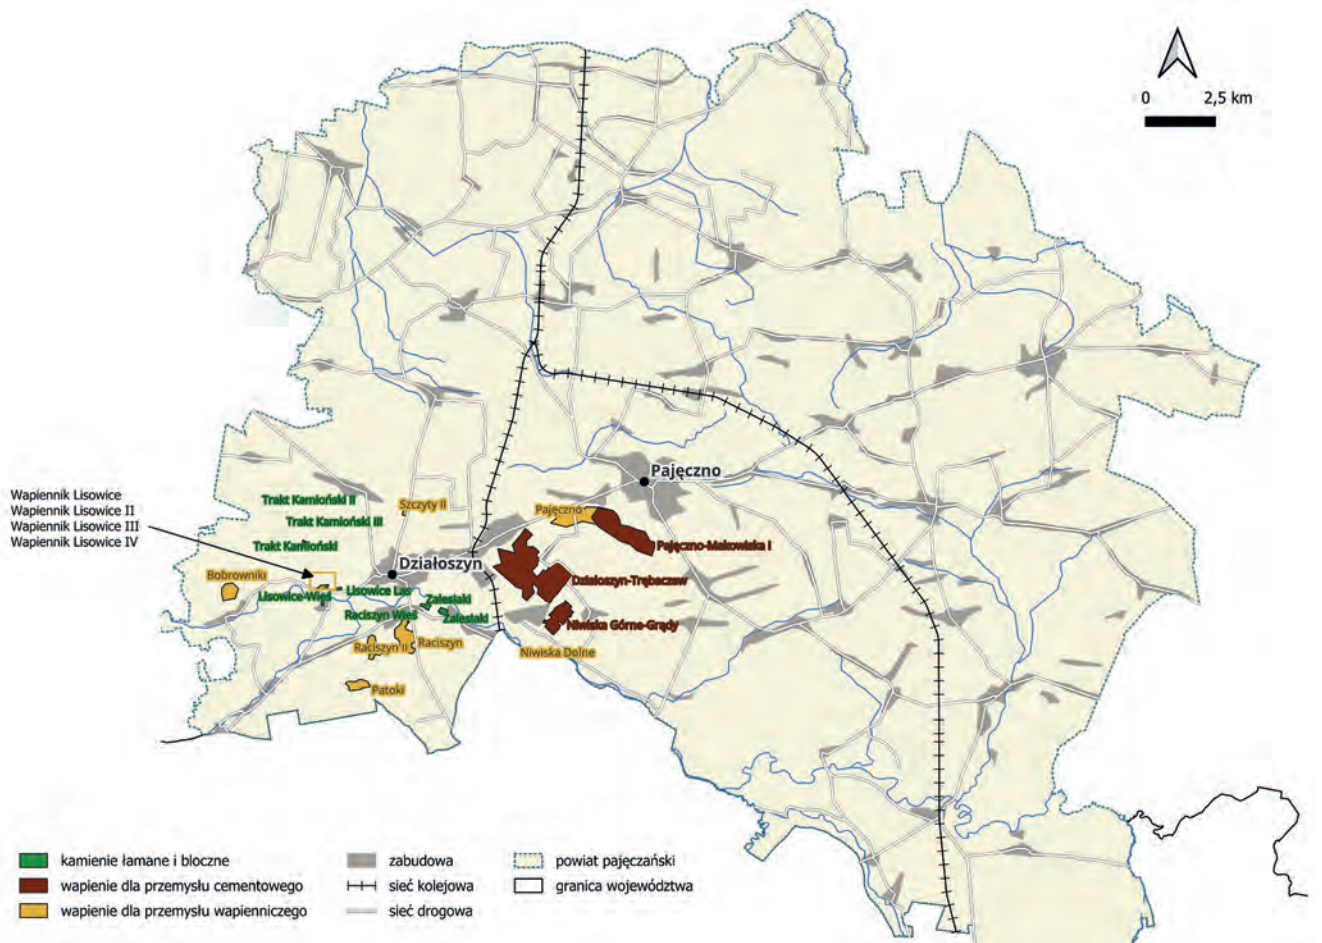 0 2,5 km
Pajęczno
Trakt Kamioński II
Szczyty II
Pajęczno
Trakt Kamioński III
Wapiennik Lisowice
Wapiennik Lisowice II
Wapiennik Lisowice III
Wapiennik Lisowice IV
Trakt Kamioński
Pajęczno-Makowiska I
Działoszyn
Bobrowniki
Działoszyn-Trębaczew
Lisowice Las
Lisowice-Wieś
Zalesiaki
Raciszyn Wieś
Zalesiaki
Niwiska Górne-Grądy
Raciszyn II
Raciszyn
Niwiska Dolne
Patoki
kamienie łamane i bloczne
wapienie dla przemysłu cementowego
wapienie dla przemysłu wapienniczego
zabudowa
sieć kolejowa
sieć drogowa
powiat pajęczański
granica województwa